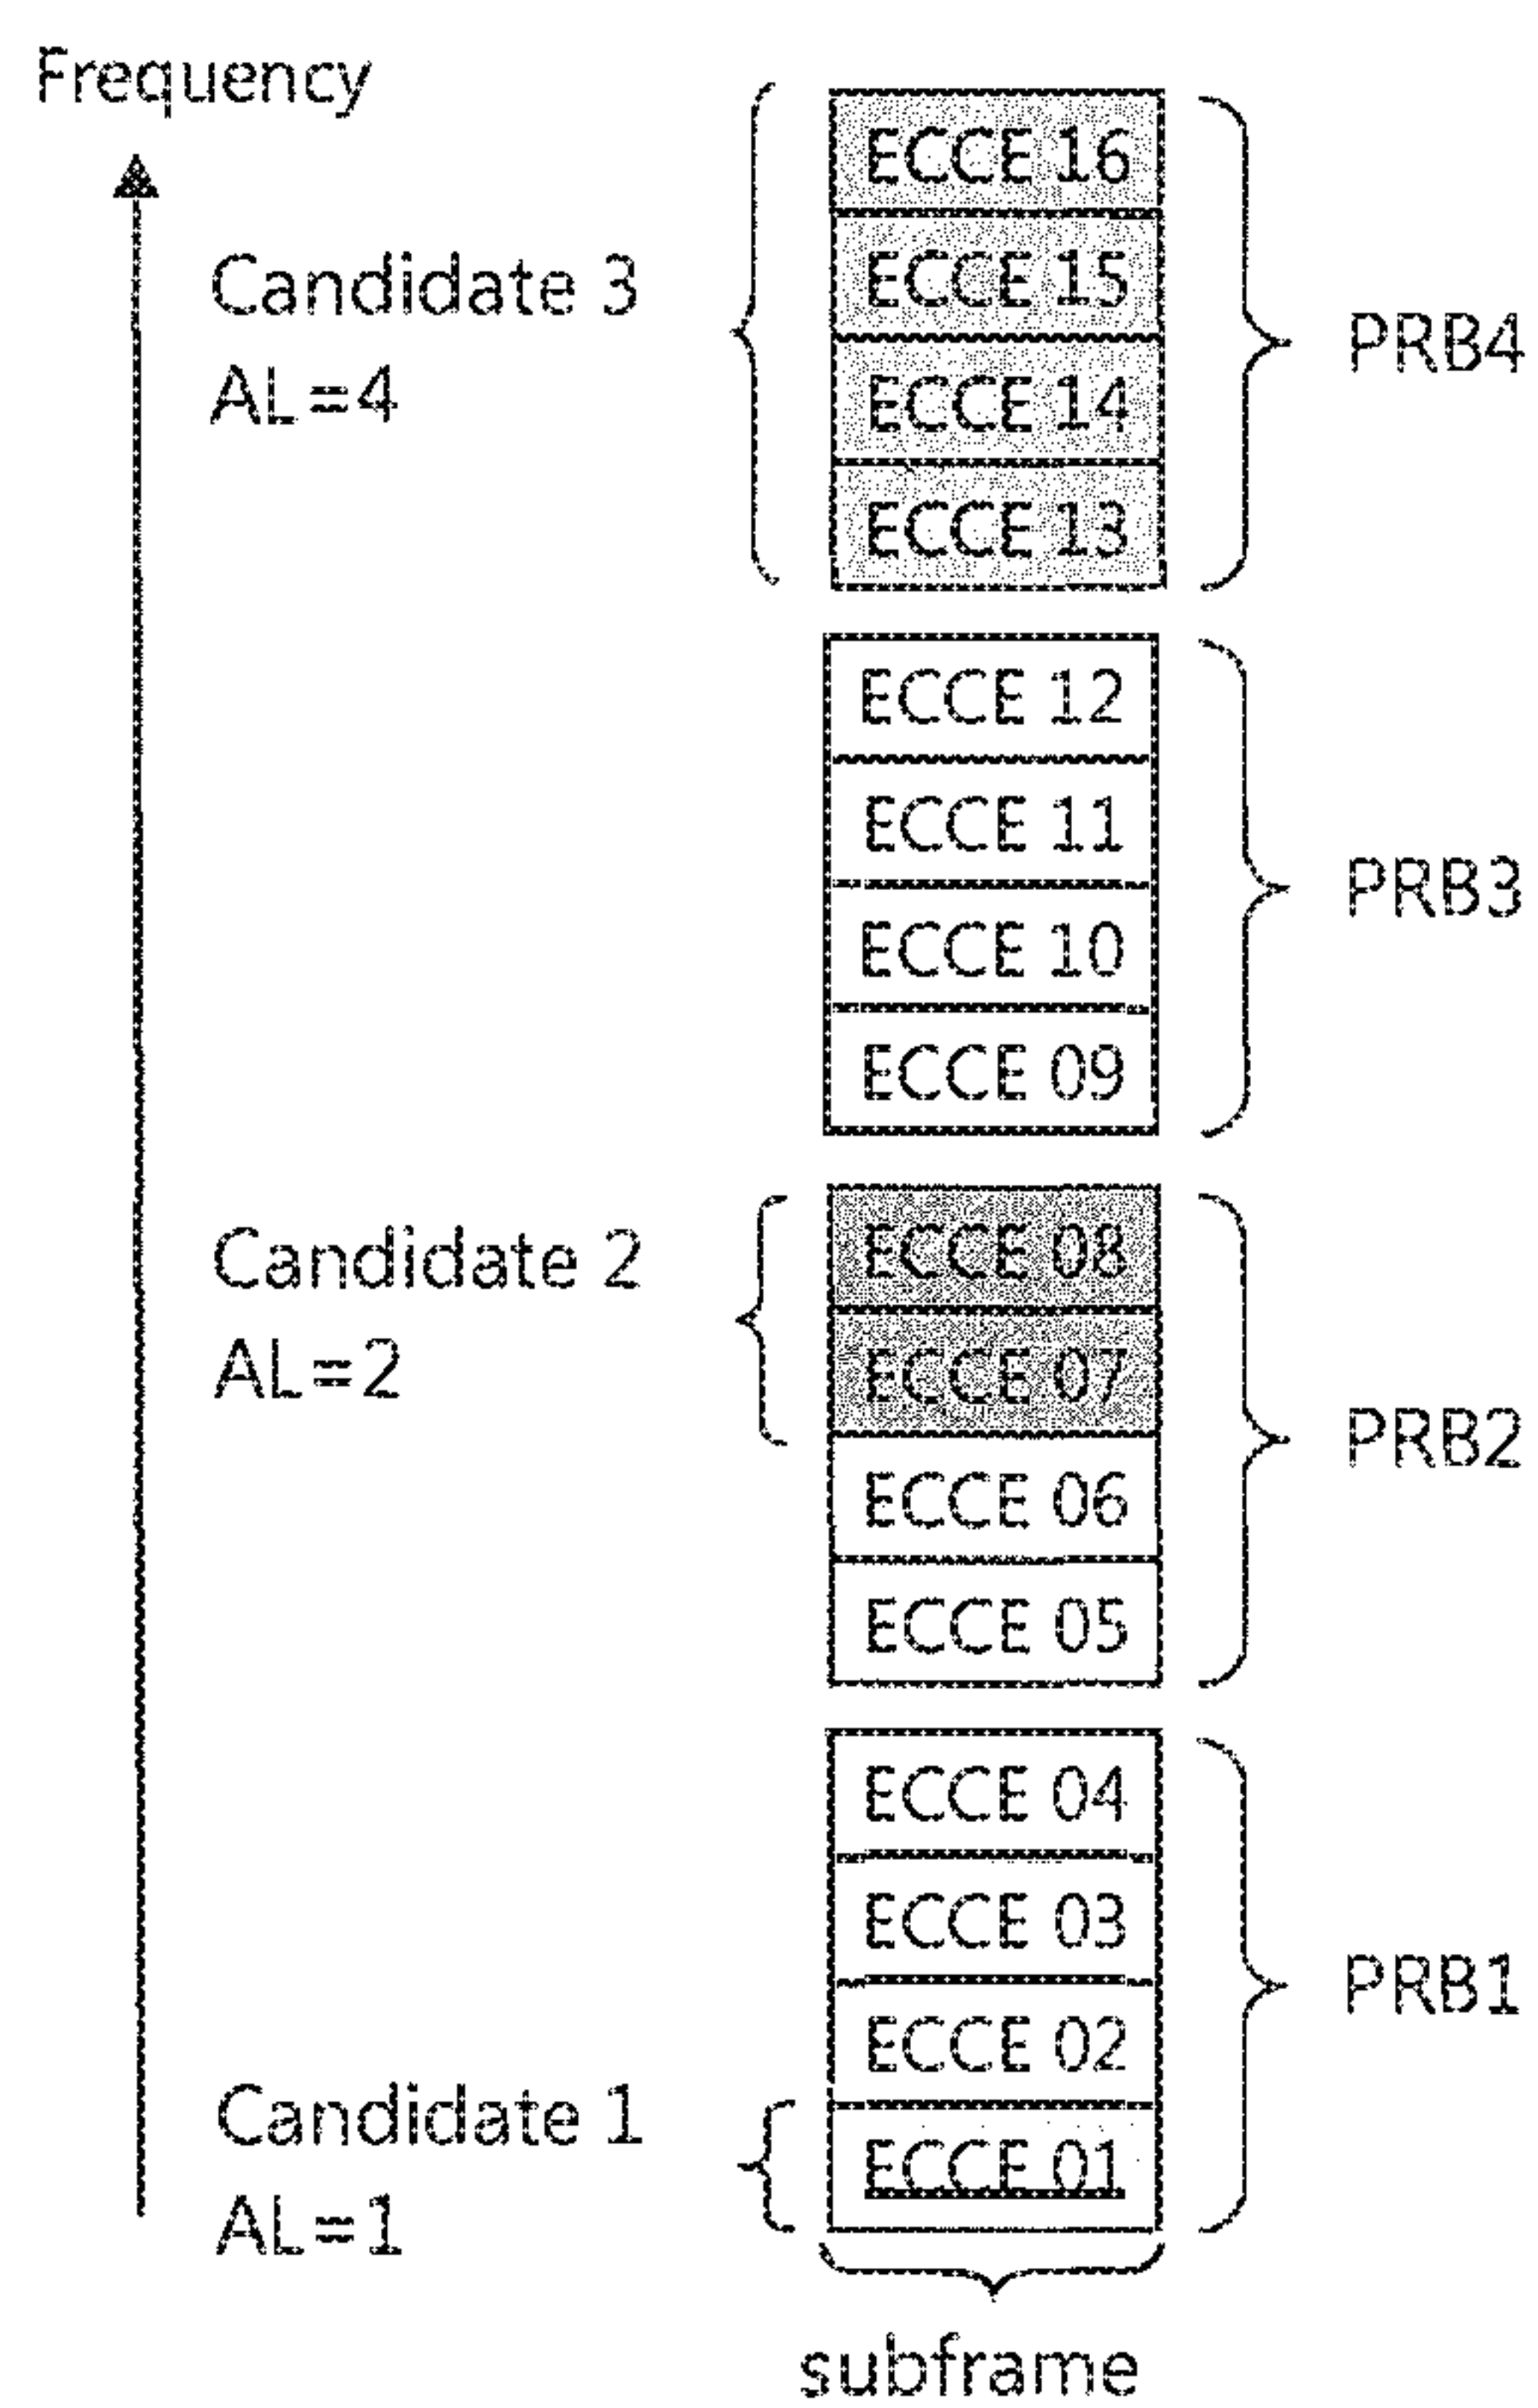 Frequency
ECCE 16
Candidate 3
ECCE 15
PRB4
AL=4
ECCE 14
ECCE 13
ECCE 12
ECCE 11
PRB3
ECCE 10
ECCE 09
Candidate 2
ECCE 08
AL=2
ECCE 07
PRB2
ECCE 06
ECCE 05
ECCE 04
ECCE 03
PRB1
ECCE 02
Candidate 1
ECCE 01
AL=1
subframe